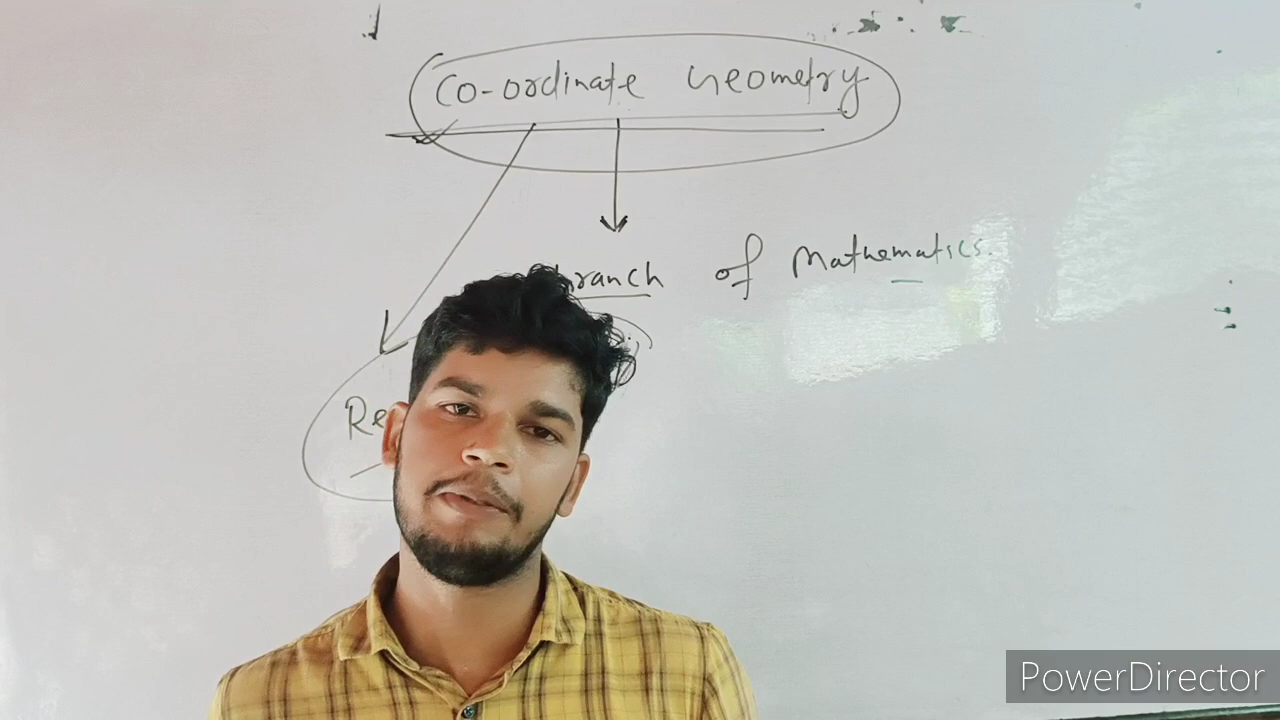 Co-ordinate Geometry
branch of Mathematics.
PowerDirector